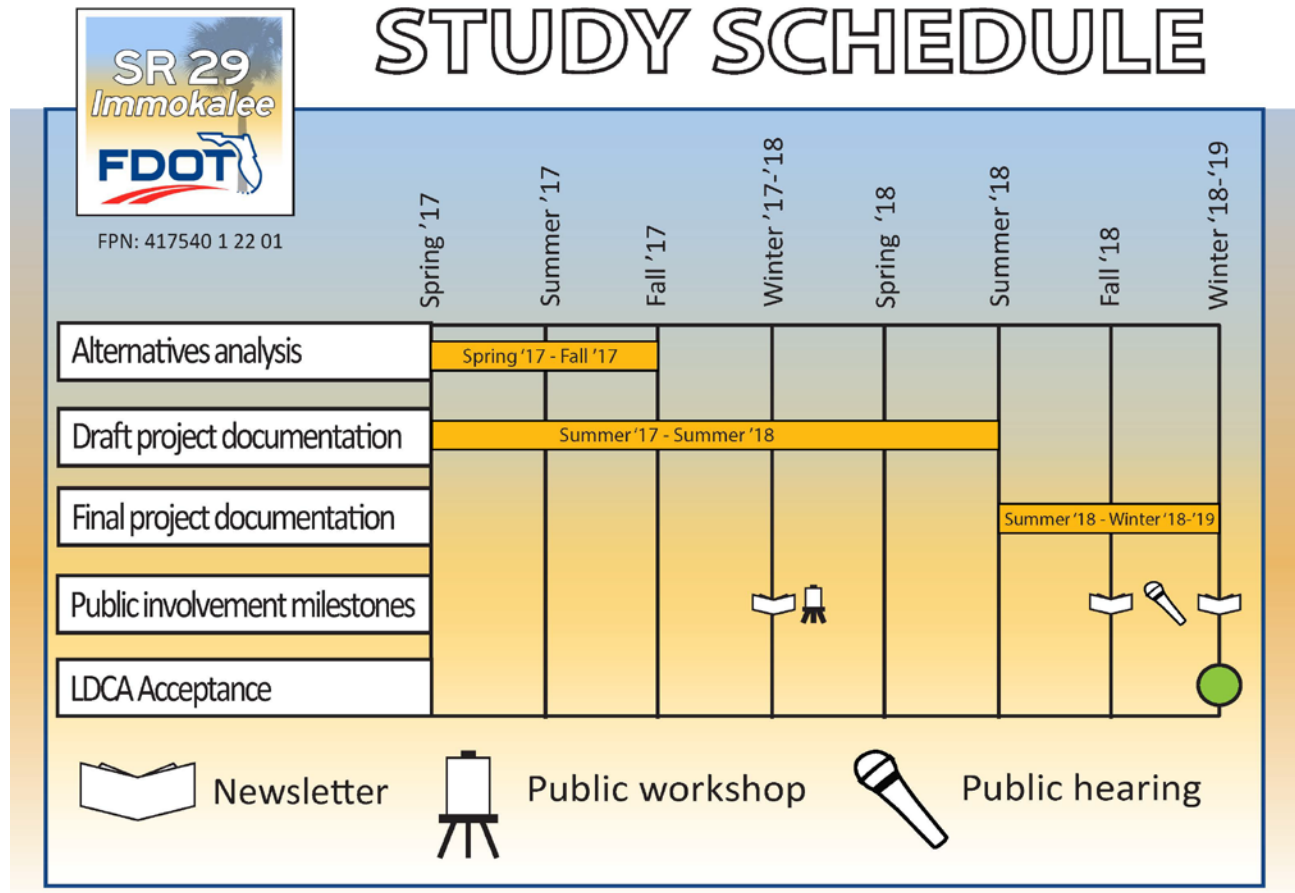 STUDY SCHEDULE
SR 29
Immokalee
FDOT
FPN: 417540 1 22 01
Spring ’17
Summer ’17
Fall ’17
Winter ’17-’18
Spring ‘18
Summer ‘18
Fall ‘18
Winter ‘18-‘19
Alternatives analysis
Spring ‘17 - Fall ’17
Draft project documentation
Summer ‘17 - Summer ‘18
Final project documentation
Summer ‘18 - Winter ‘18-’19
Public involvement milestones
LDCA Acceptance
Newsletter
Public workshop
Public hearing